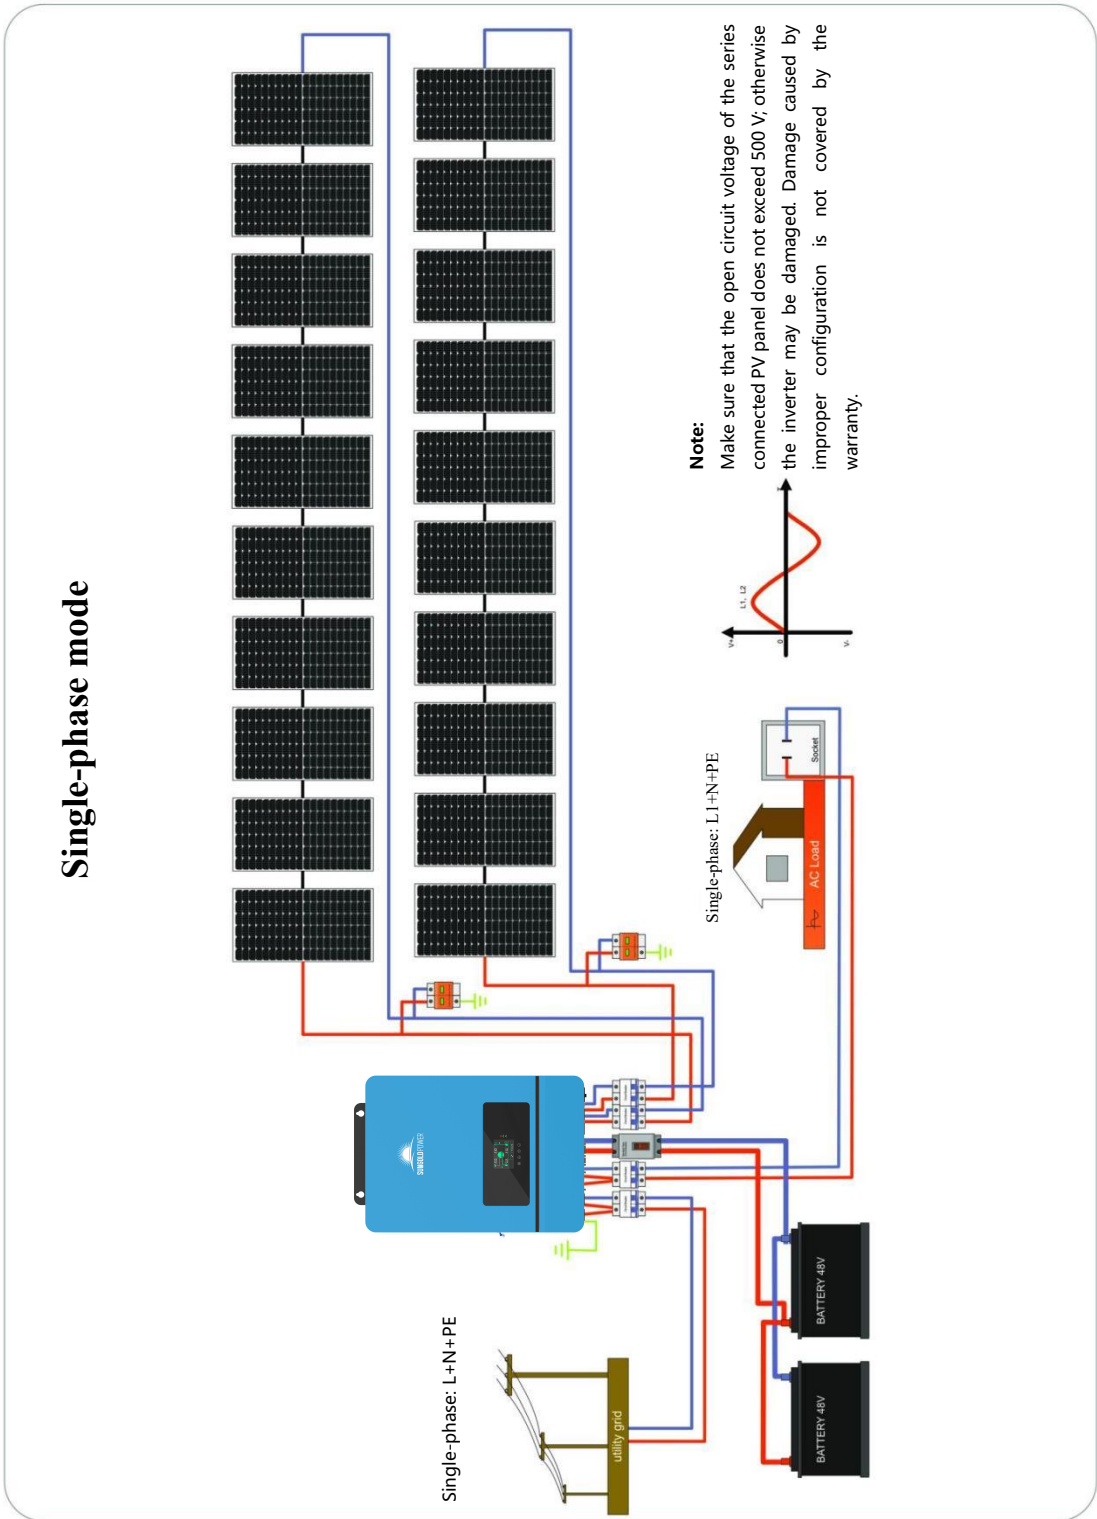 Single-phase mode
Note:
Make sure that the open circuit voltage of the series
connected PV panel does not exceed 500 V; otherwise
the inverter may be damaged. Damage caused by
improper configuration is not covered by the
warranty.
SUNGOLDPOWER
Single-phase: L+N+PE
utility grid
Single-phase: L1+N+PE
AC Load
Socket
V+
L1, L2
0
V-
BATTERY 48V
BATTERY 48V